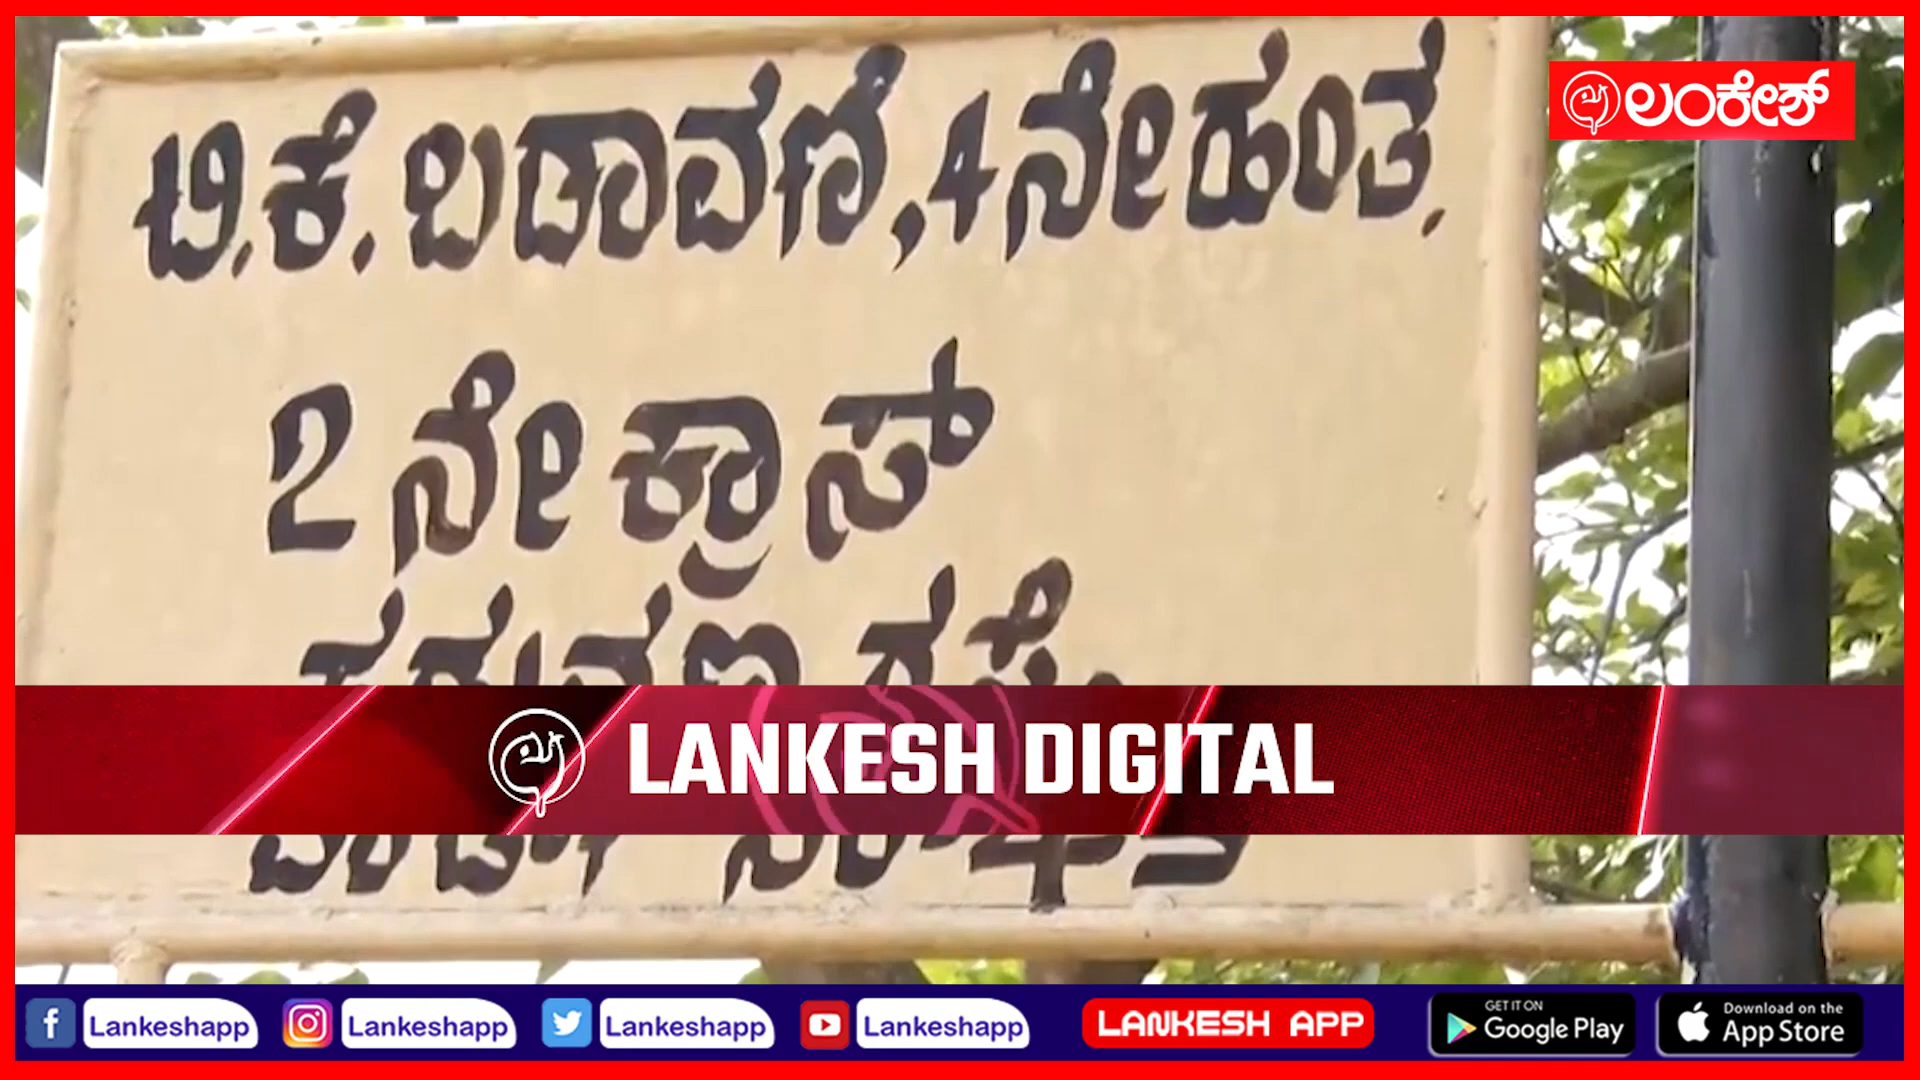 ಲಂಕೇಶ್
ಟಿ.ಕೆ. ಬಡಾವಣೆ, 4 ನೇ ಹಂತ.
2 ನೇ ಕ್ರಾಸ್
LANKESH DIGITAL
Lankeshapp Lankeshapp Lankeshapp Lankeshapp LANKESH APP GET IT ON Google Play Download on the App Store